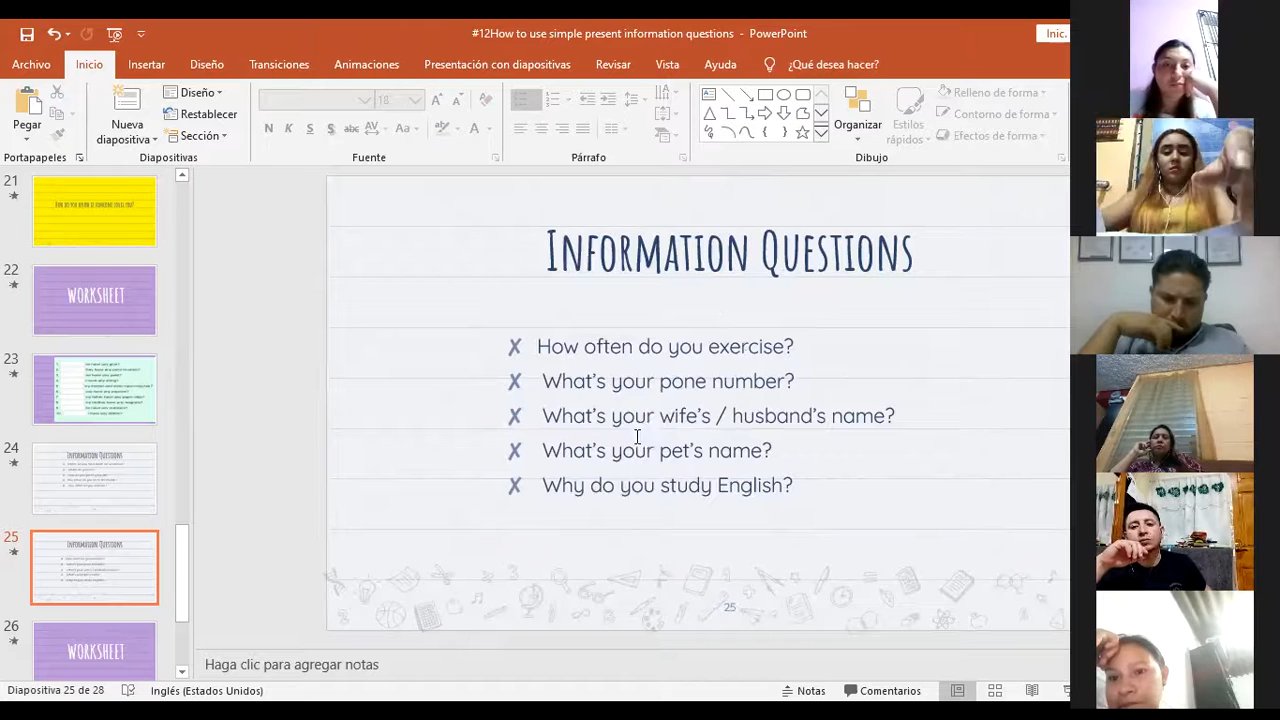 #12How to use simple present information questions - PowerPoint
Inic.
Archivo Inicio Insertar Diseño Transiciones Animaciones Presentación con diapositivas Revisar Vista Ayuda ¿Qué desea hacer?
Pegar
Nueva diapositiva
Diseño
Restablecer
Sección
18
N K S abc AV
Organizar
Estilos rápidos
Relleno de forma
Contorno de forma
Efectos de forma
Portapapeles Diapositivas Fuente Párrafo Dibujo
21
22
WORKSHEET
23
24
INFORMATION QUESTIONS
25
INFORMATION QUESTIONS
26
WORKSHEET
INFORMATION QUESTIONS
✗ How often do you exercise?
✗ What's your pone number?
✗ What's your wife's / husband's name?
✗ What's your pet's name?
✗ Why do you study English?
25
Haga clic para agregar notas
Diapositiva 25 de 28 Inglés (Estados Unidos) Notas Comentarios